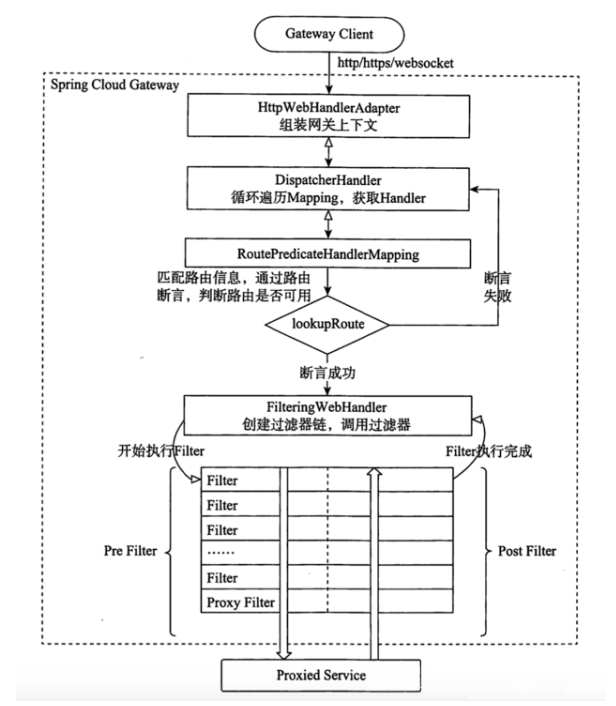 Gateway Client
http/https/websocket
Spring Cloud Gateway
HttpWebHandlerAdapter
组装网关上下文
DispatcherHandler
循环遍历Mapping，获取Handler
RoutePredicateHandlerMapping
匹配路由信息，通过路由
断言，判断路由是否可用
断言
失败
lookupRoute
断言成功
FilteringWebHandler
创建过滤器链，调用过滤器
开始执行Filter
Filter执行完成
Filter
Filter
Filter
Pre Filter
Post Filter
……
Filter
Proxy Filter
Proxied Service